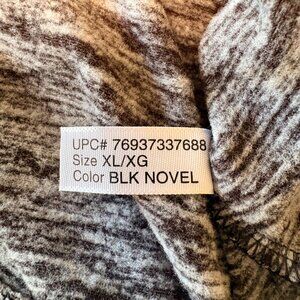 UPC# 76937337688
Size XL/XG
Color BLK NOVEL